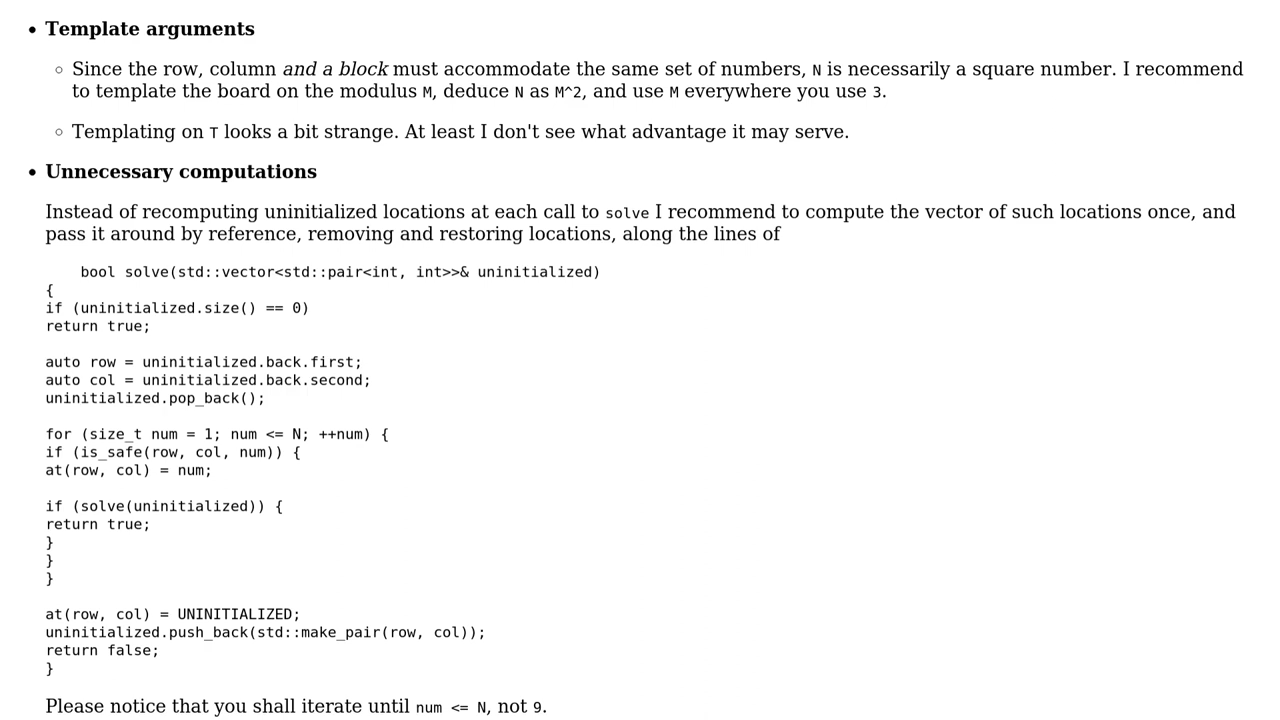 • Template arguments
◦ Since the row, column and a block must accommodate the same set of numbers, N is necessarily a square number. I recommend
to template the board on the modulus M, deduce N as M^2, and use M everywhere you use 3.
◦ Templating on T looks a bit strange. At least I don't see what advantage it may serve.
• Unnecessary computations
Instead of recomputing uninitialized locations at each call to solve I recommend to compute the vector of such locations once, and
pass it around by reference, removing and restoring locations, along the lines of
    bool solve(std::vector<std::pair<int, int>>& uninitialized)
{
if (uninitialized.size() == 0)
return true;

auto row = uninitialized.back.first;
auto col = uninitialized.back.second;
uninitialized.pop_back();

for (size_t num = 1; num <= N; ++num) {
if (is_safe(row, col, num)) {
at(row, col) = num;

if (solve(uninitialized)) {
return true;
}
}
}

at(row, col) = UNINITIALIZED;
uninitialized.push_back(std::make_pair(row, col));
return false;
}
Please notice that you shall iterate until num <= N, not 9.